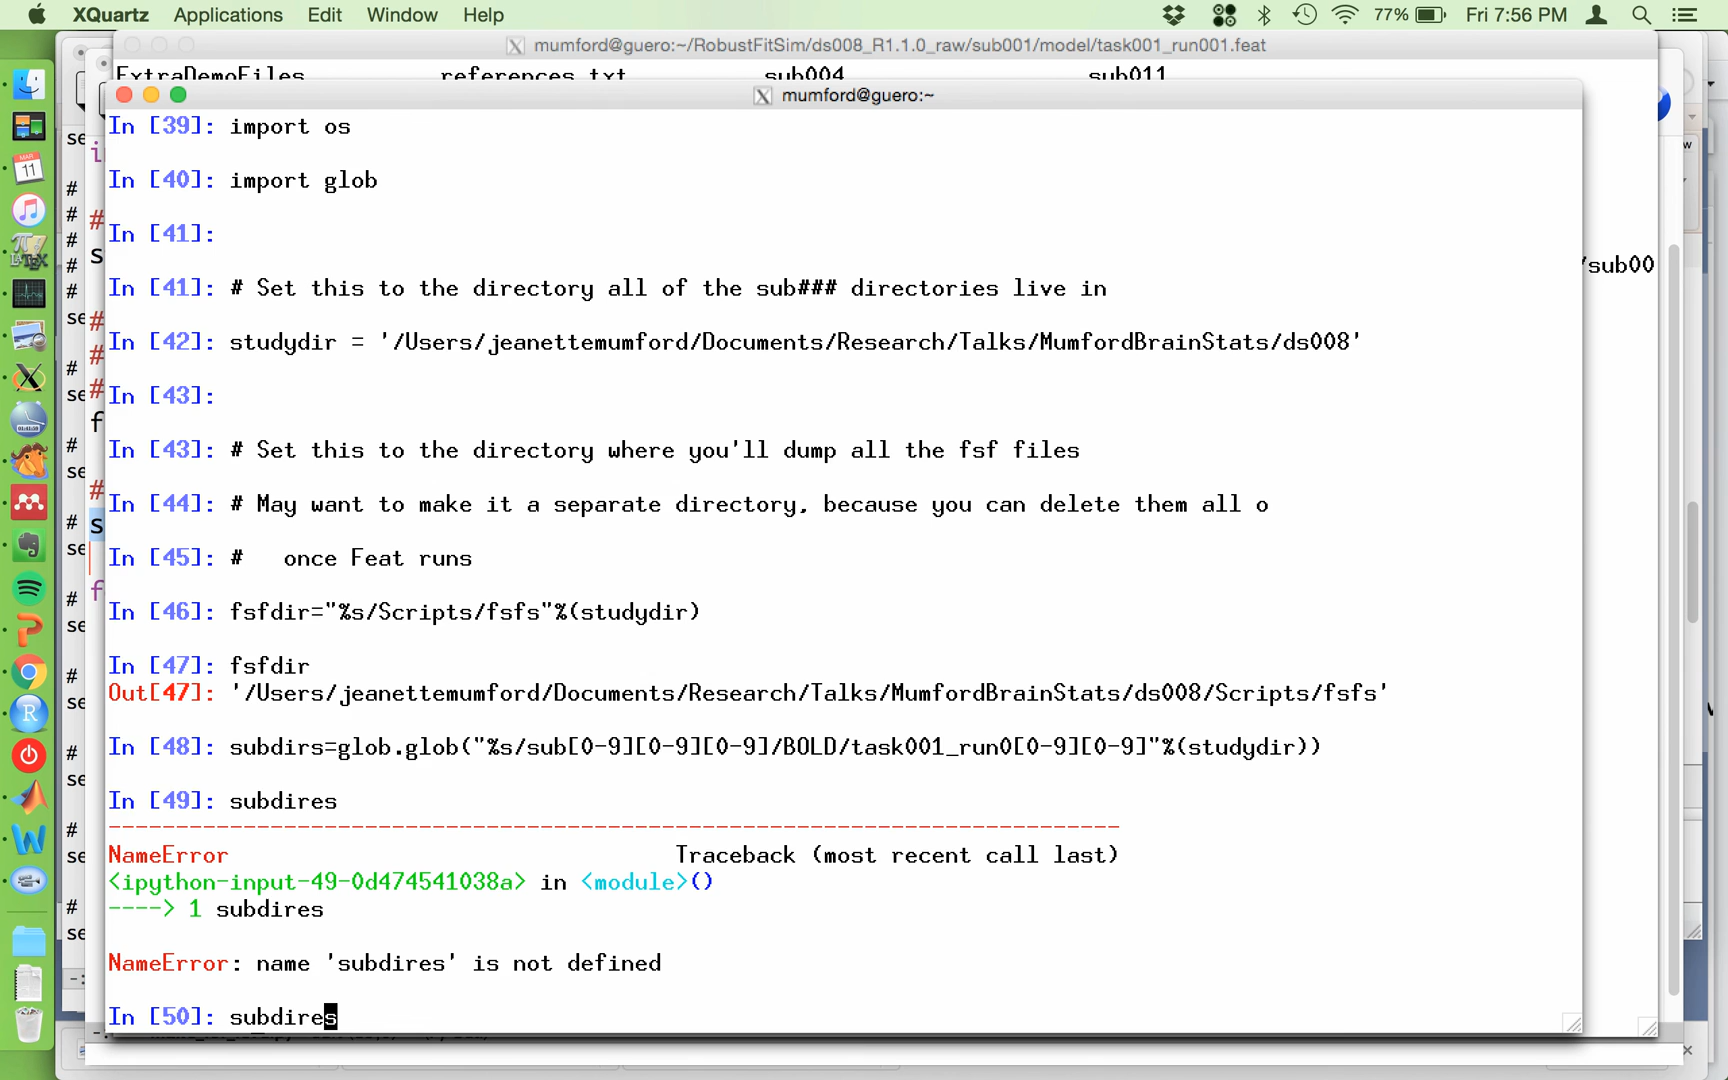 XQuartz Applications Edit Window Help 77% Fri 7:56 PM
mumford@guero:~/RobustFitSim/ds008_R1.1.0_raw/sub001/model/task001_run001.feat
ExtraDemoFiles references.txt sub004 sub011
mumford@guero:~
In [39]: import os
In [40]: import glob
In [41]:
In [41]: # Set this to the directory all of the sub### directories live in
/sub00
In [42]: studydir = '/Users/jeanettemumford/Documents/Research/Talks/MumfordBrainStats/ds008'
In [43]:
In [43]: # Set this to the directory where you'll dump all the fsf files
In [44]: # May want to make it a separate directory, because you can delete them all o
In [45]: #   once Feat runs
In [46]: fsfdir="%s/Scripts/fsfs"%(studydir)
In [47]: fsfdir
Out[47]: '/Users/jeanettemumford/Documents/Research/Talks/MumfordBrainStats/ds008/Scripts/fsfs'
In [48]: subdirs=glob.glob("%s/sub[0-9][0-9][0-9]/BOLD/task001_run0[0-9][0-9]"%(studydir))
In [49]: subdires
---------------------------------------------------------------------------
NameError Traceback (most recent call last)
<ipython-input-49-0d474541038a> in <module>()
----> 1 subdires
NameError: name 'subdires' is not defined
In [50]: subdires